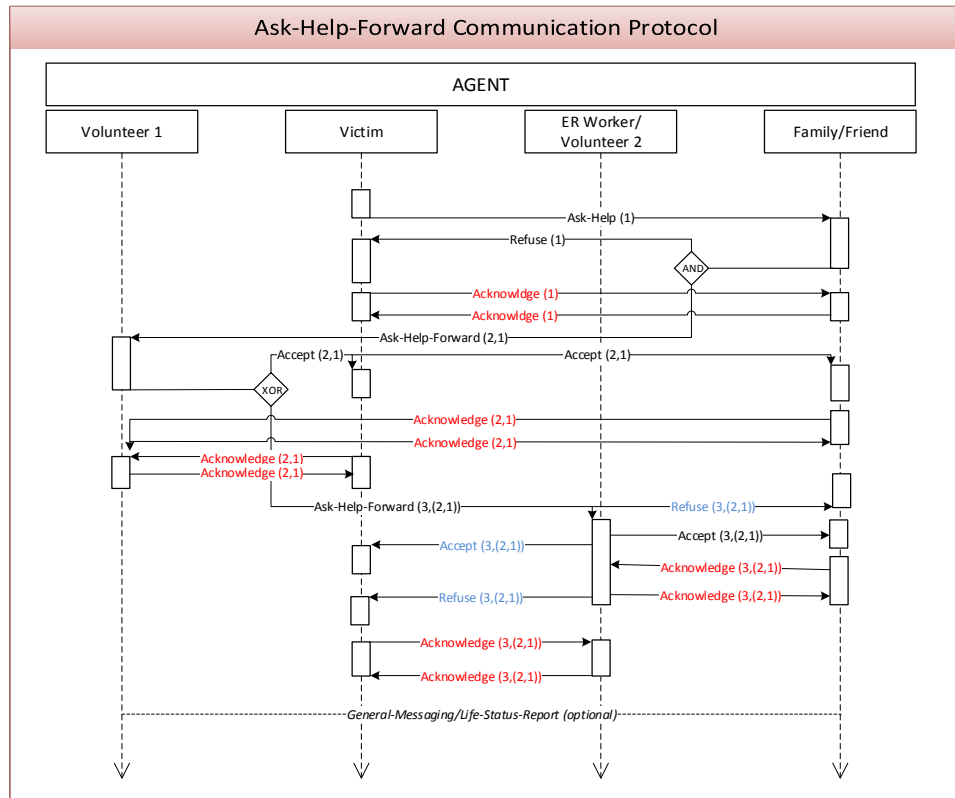 Ask-Help-Forward Communication Protocol
AGENT
Volunteer 1
Victim
ER Worker/
Volunteer 2
Family/Friend
Ask-Help (1)
Refuse (1)
AND
Acknowldge (1)
Acknowldge (1)
Ask-Help-Forward (2,1)
Accept (2,1)
Accept (2,1)
XOR
Acknowledge (2,1)
Acknowledge (2,1)
Acknowledge (2,1)
Acknowledge (2,1)
Ask-Help-Forward (3,(2,1))
Refuse (3,(2,1))
Accept (3,(2,1))
Accept (3,(2,1))
Acknowledge (3,(2,1))
Acknowledge (3,(2,1))
Refuse (3,(2,1))
Acknowledge (3,(2,1))
Acknowledge (3,(2,1))
General-Messaging/Life-Status-Report (optional)